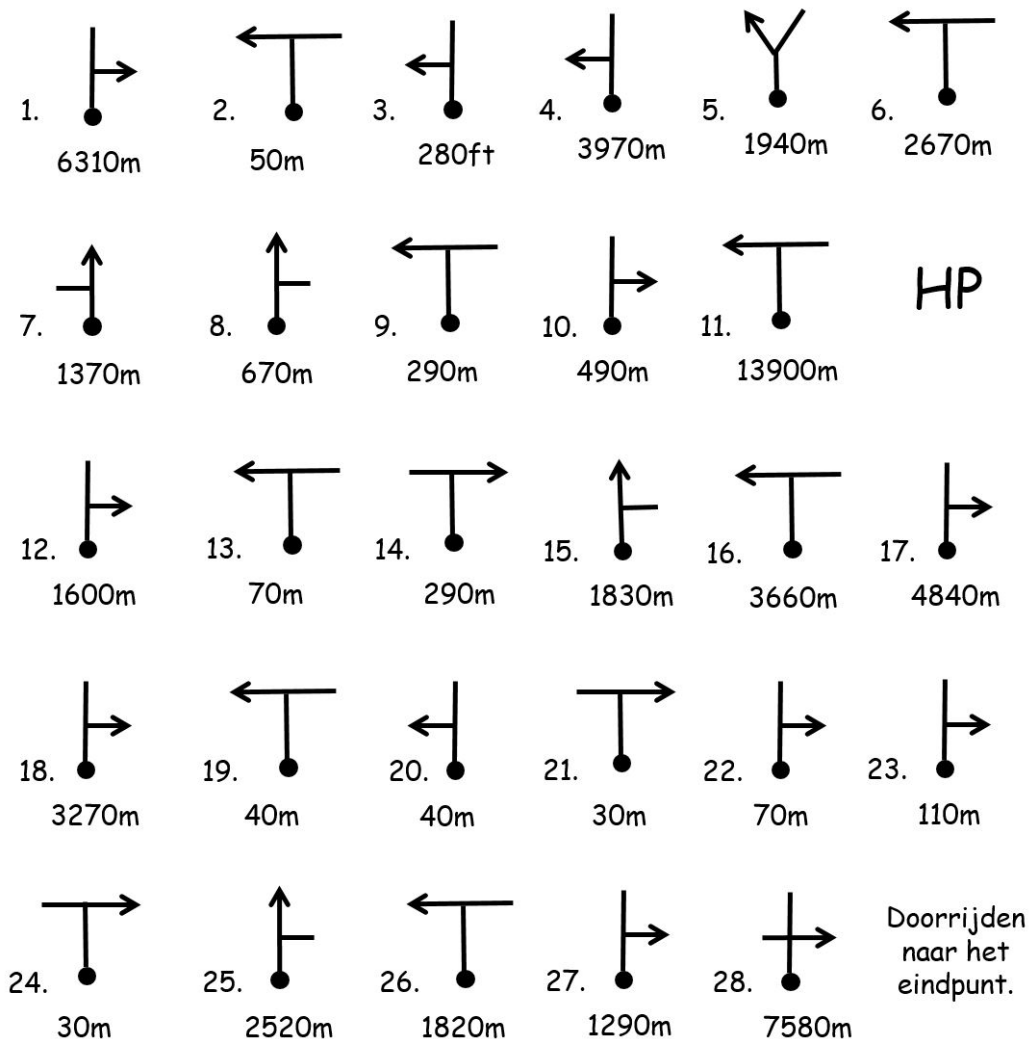 1. 2. 3. 4. 5. 6.
6310m 50m 280ft 3970m 1940m 2670m
7. 8. 9. 10. 11. HP
1370m 670m 290m 490m 13900m
12. 13. 14. 15. 16. 17.
1600m 70m 290m 1830m 3660m 4840m
18. 19. 20. 21. 22. 23.
3270m 40m 40m 30m 70m 110m
24. 25. 26. 27. 28.
30m 2520m 1820m 1290m 7580m
Doorrijden
naar het
eindpunt.